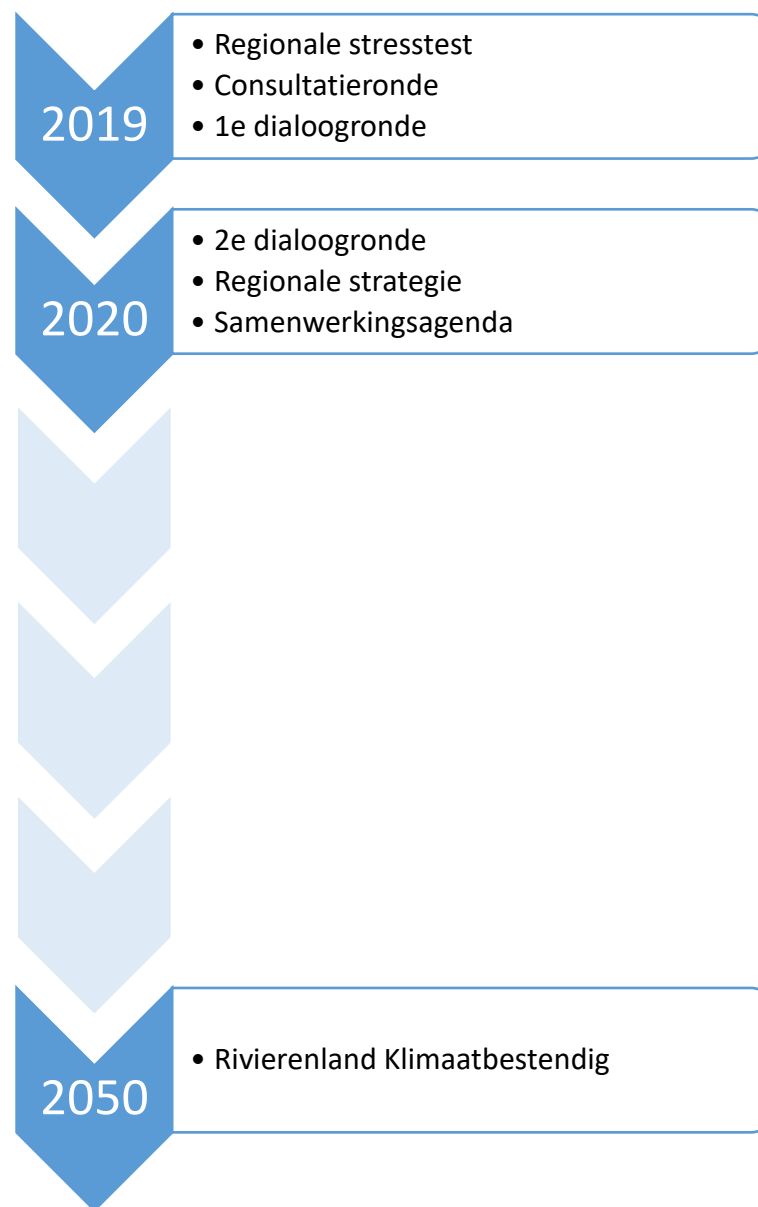 2019
• Regionale stresstest
• Consultatieronde
• 1e dialoogronde
2020
• 2e dialoogronde
• Regionale strategie
• Samenwerkingsagenda
2050
• Rivierenland Klimaatbestendig